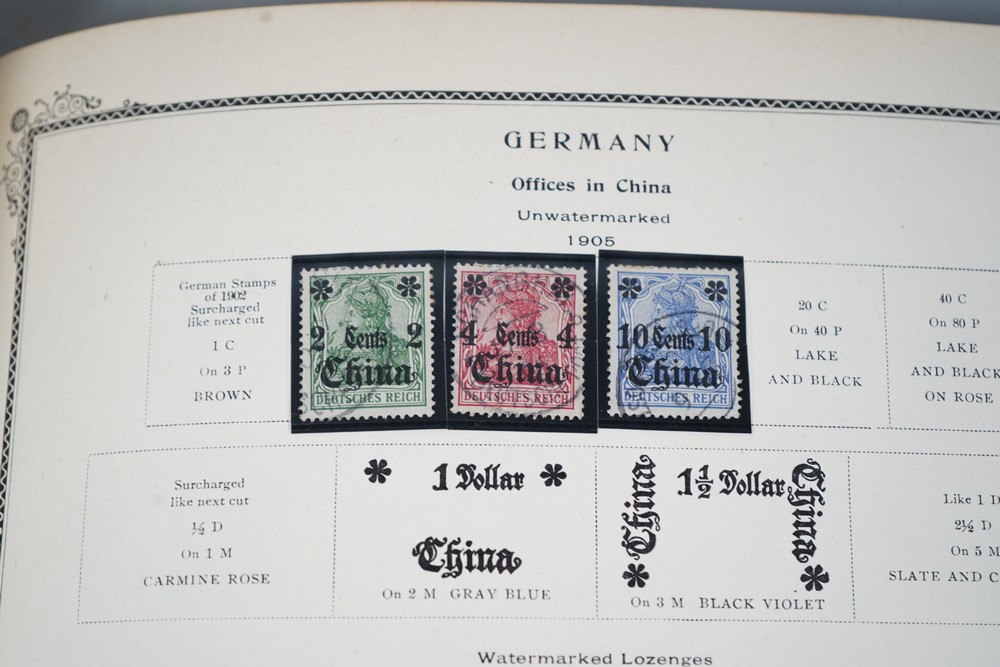 GERMANY
Offices in China
Unwatermarked
1905
German Stamps
of 1902
Surcharged
like next cut
1 C
On 3 P
BROWN
2 Cents 2
China
DEUTSCHES REICH
4 Cents 4
China
DEUTSCHES REICH
10 Cents 10
China
DEUTSCHES REICH
20 C
On 40 P
LAKE
AND BLACK
40 C
On 80 P
LAKE
AND BLACK
ON ROSE
Surcharged
like next cut
½ D
On 1 M
CARMINE ROSE
1 Dollar
China
On 2 M GRAY BLUE
China
1½ Dollar
China
On 3 M BLACK VIOLET
Like 1 D
2½ D
On 5 M
SLATE AND C
Watermarked Lozenges